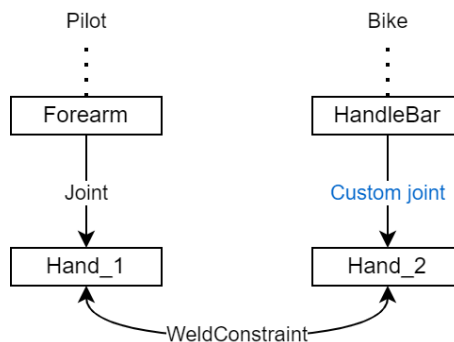 Pilot
Bike
Forearm
HandleBar
Joint
Custom joint
Hand_1
Hand_2
WeldConstraint